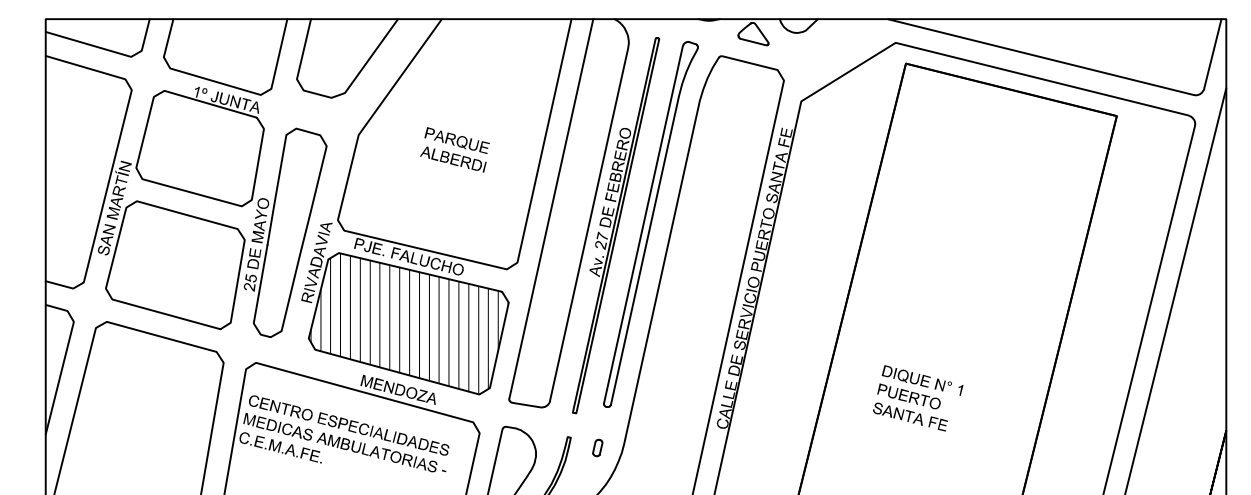 1º JUNTA
PARQUE
ALBERDI
SAN MARTÍN
25 DE MAYO
RIVADAVIA
PJE. FALUCHO
Av. 27 DE FEBRERO
CALLE DE SERVICIO PUERTO SANTA FE
MENDOZA
DIQUE N° 1
PUERTO
SANTA FE
CENTRO ESPECIALIDADES
MEDICAS AMBULATORIAS -
C.E.M.A.FE.